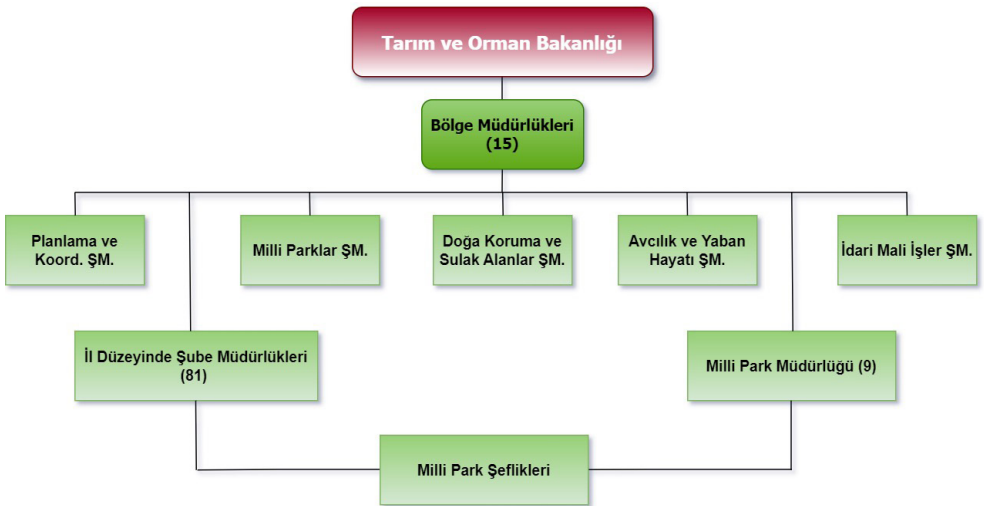 Tarım ve Orman Bakanlığı
Bölge Müdürlükleri
(15)
Planlama ve
Koord. ŞM.
Milli Parklar ŞM.
Doğa Koruma ve
Sulak Alanlar ŞM.
Avcılık ve Yaban
Hayatı ŞM.
İdari Mali İşler ŞM.
İl Düzeyinde Şube Müdürlükleri
(81)
Milli Park Müdürlüğü (9)
Milli Park Şeflikleri